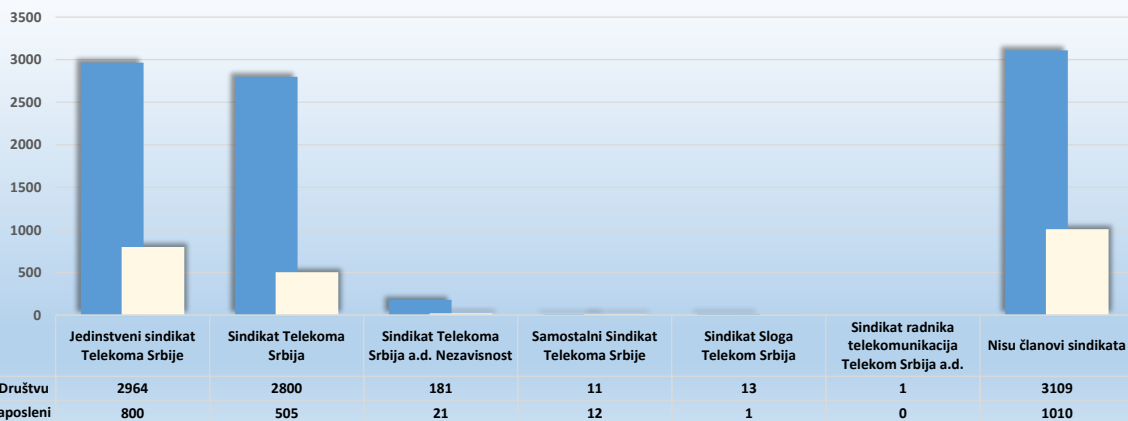 3500
3000
2500
2000
1500
1000
500
0
Jedinstveni sindikat
Telekoma Srbije
Sindikat Telekoma
Srbija
Sindikat Telekoma
Srbija a.d. Nezavisnost
Samostalni Sindikat
Telekoma Srbije
Sindikat Sloga
Telekom Srbija
Sindikat radnika
telekomunikacija
Telekom Srbija a.d.
Nisu članovi sindikata
Društvu 2964 2800 181 11 13 1 3109
aposleni 800 505 21 12 1 0 1010